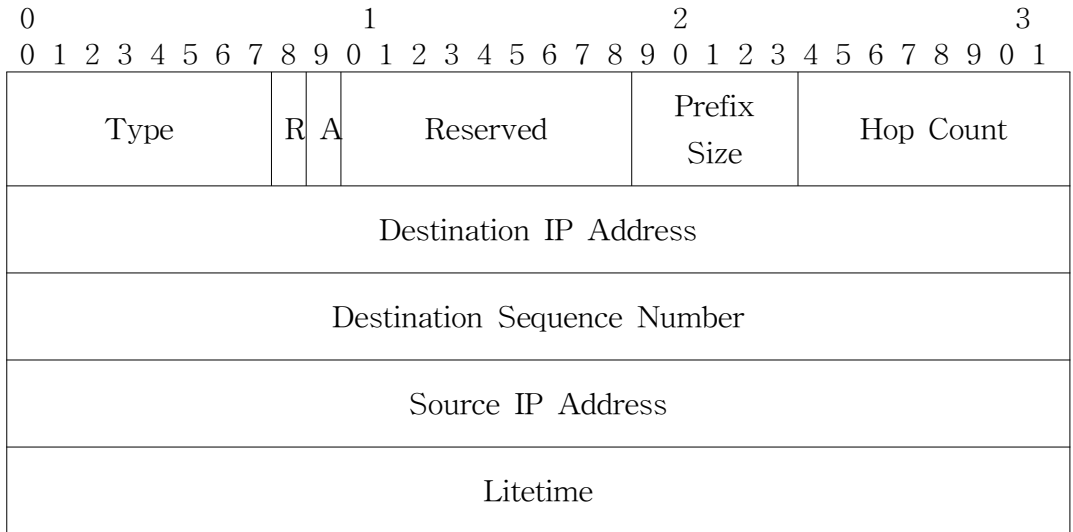 0 1 2 3
0 1 2 3 4 5 6 7 8 9 0 1 2 3 4 5 6 7 8 9 0 1 2 3 4 5 6 7 8 9 0 1
Type R A Reserved Prefix Size Hop Count
Destination IP Address
Destination Sequence Number
Source IP Address
Litetime